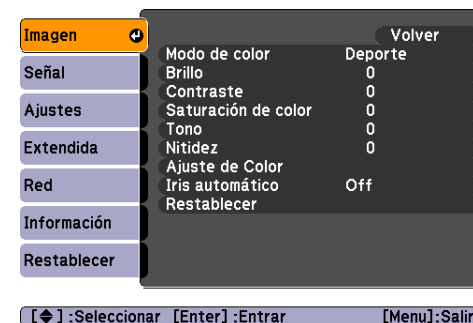 Imagen
Señal
Ajustes
Extendida
Red
Información
Restablecer
Volver
Modo de color Deporte
Brillo 0
Contraste 0
Saturación de color 0
Tono 0
Nitidez 0
Ajuste de Color
Iris automático Off
Restablecer
[◆] :Seleccionar [Enter] :Entrar [Menu]:Salir